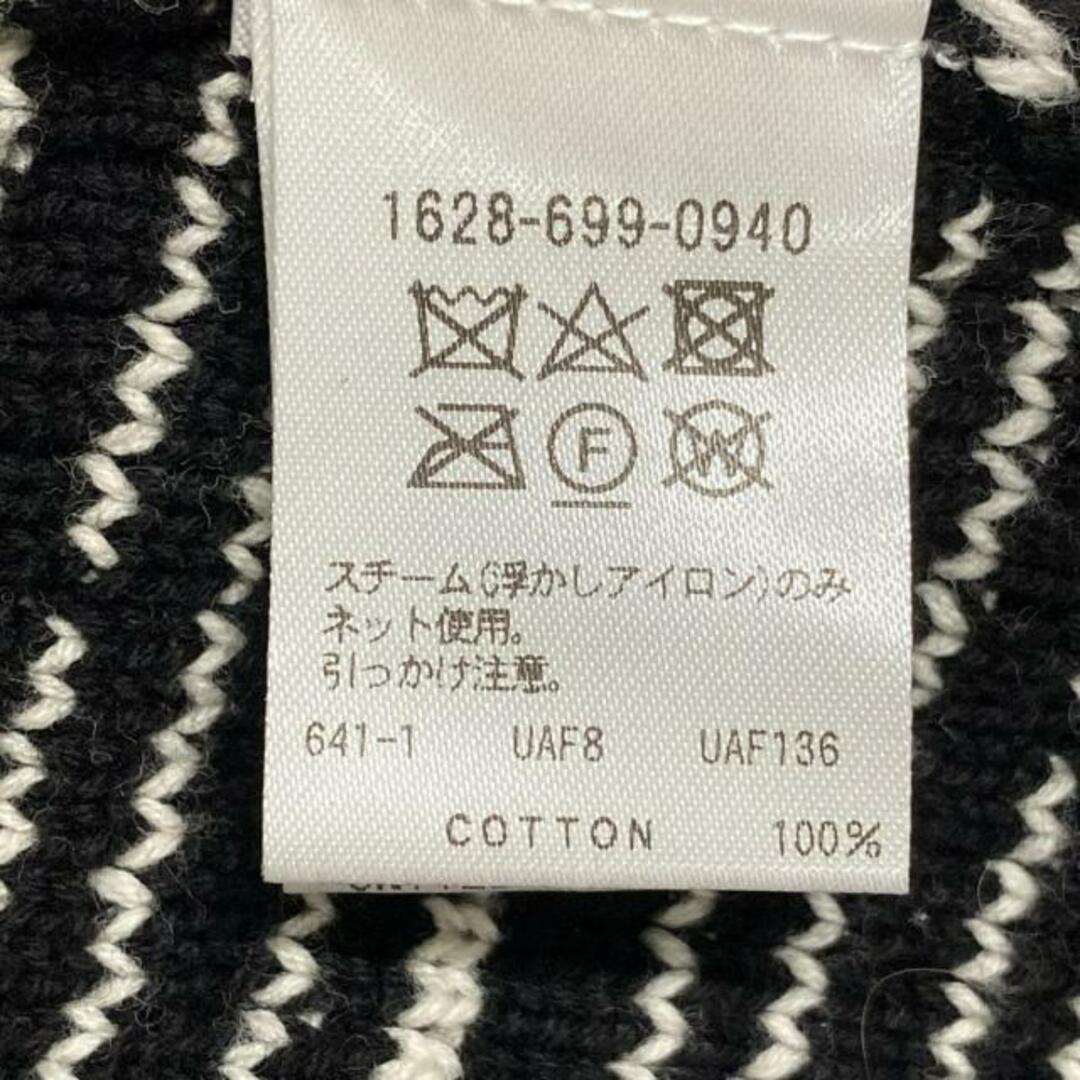 1628-699-0940
F W
スチーム(浮かしアイロン)のみ
ネット使用。
引っかけ注意。
641-1 UAF8 UAF136
COTTON 100%